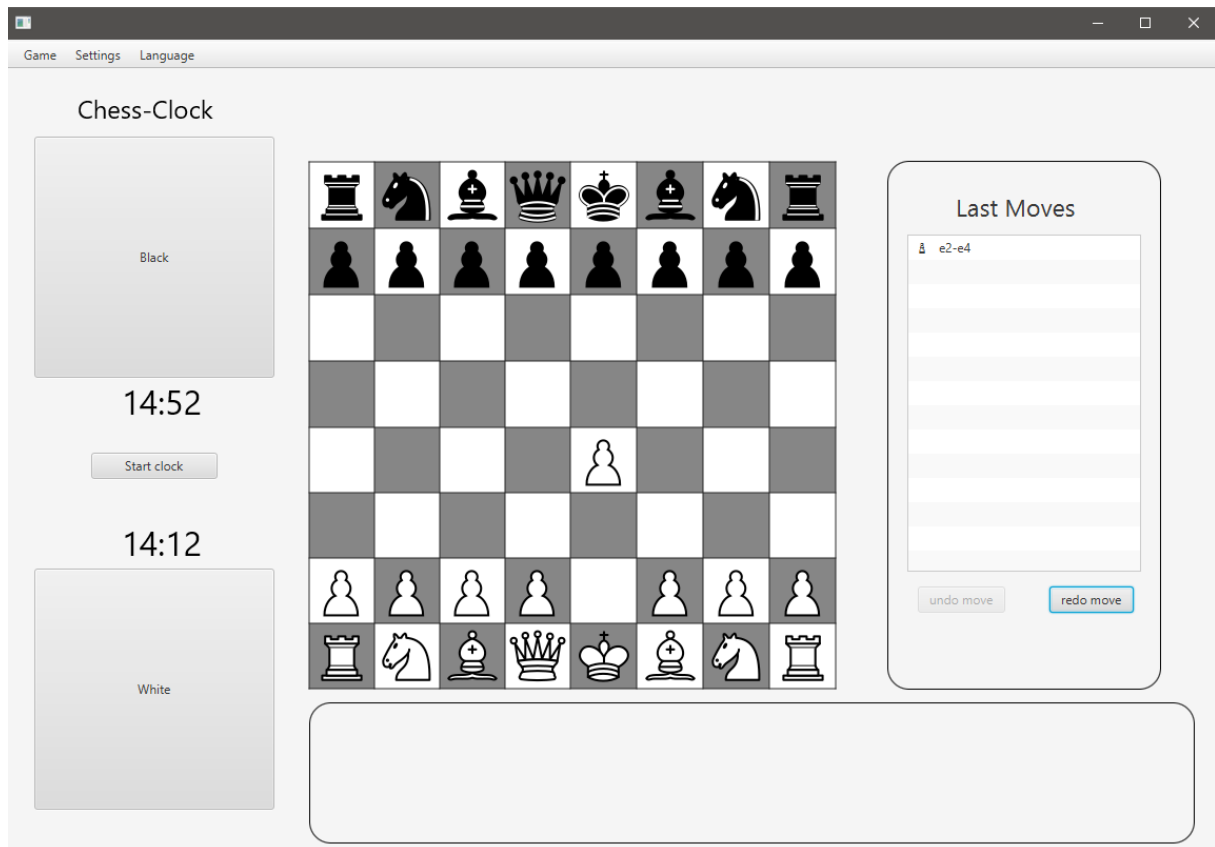 Game Settings Language
Chess-Clock
Black
14:52
Start clock
14:12
White
Last Moves
e2-e4
undo move redo move